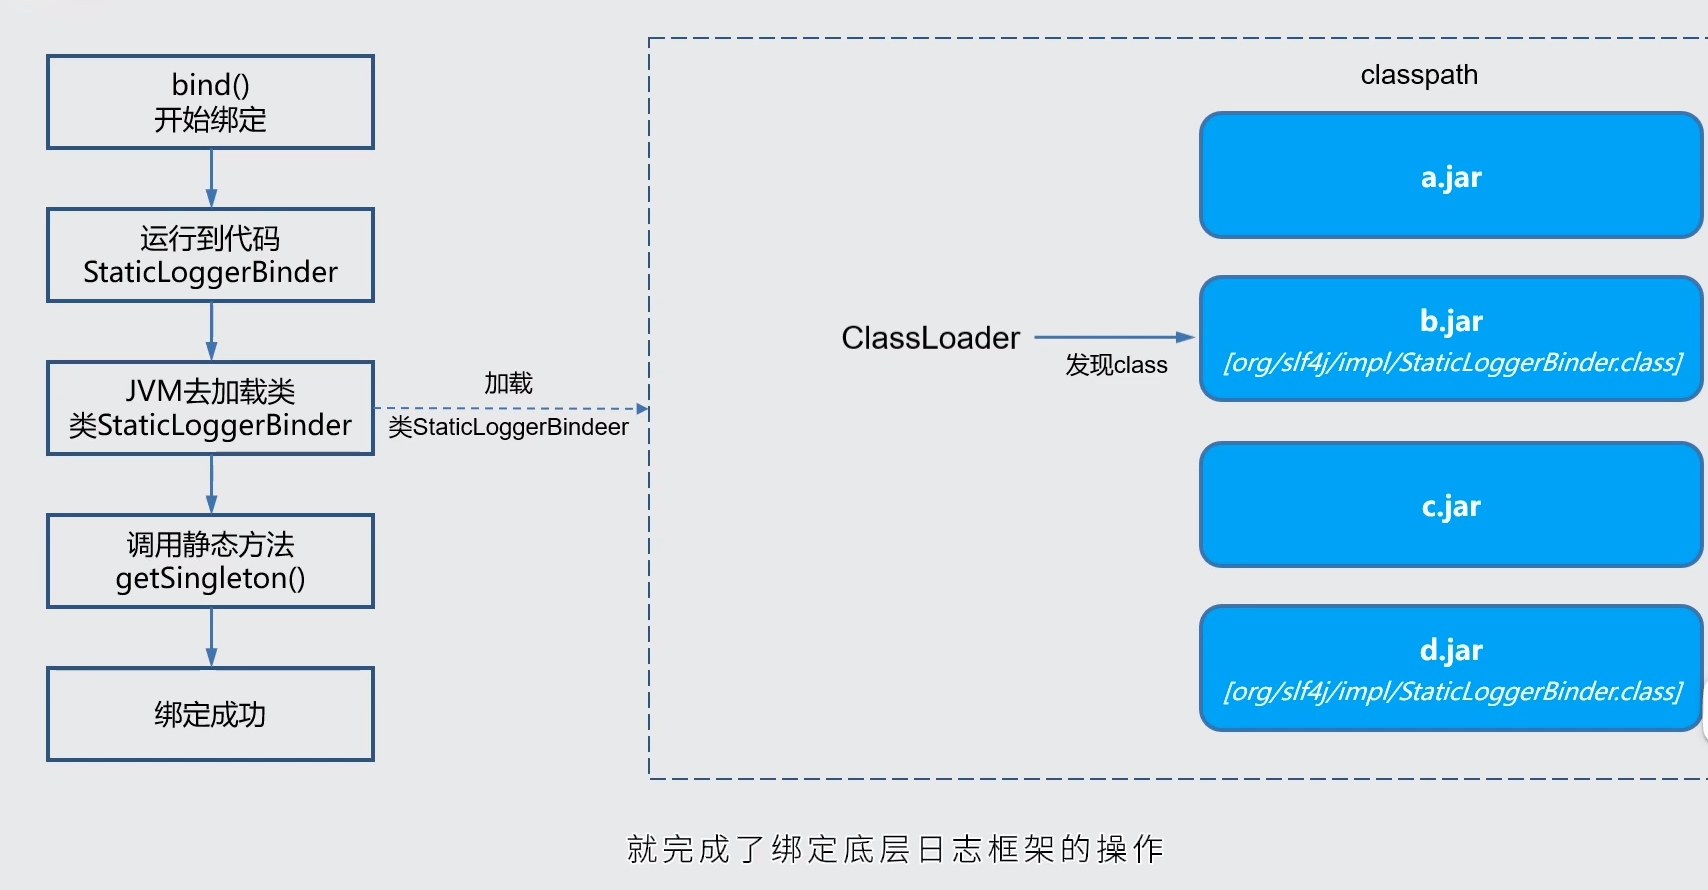 bind()
开始绑定
运行到代码
StaticLoggerBinder
JVM去加载类
类StaticLoggerBinder
调用静态方法
getSingleton()
绑定成功
加载
类StaticLoggerBindeer
classpath
ClassLoader
发现class
a.jar
b.jar
[org/slf4j/impl/StaticLoggerBinder.class]
c.jar
d.jar
[org/slf4j/impl/StaticLoggerBinder.class]
就完成了绑定底层日志框架的操作